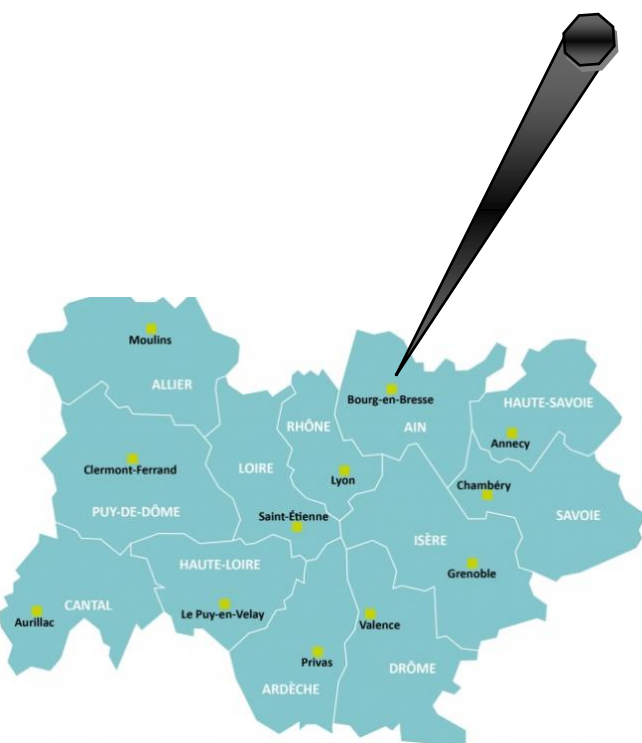 Moulins
ALLIER
Bourg-en-Bresse
HAUTE-SAVOIE
RHÔNE
AIN
Annecy
Clermont-Ferrand
LOIRE
Lyon
Chambéry
PUY-DE-DÔME
Saint-Étienne
SAVOIE
ISÈRE
HAUTE-LOIRE
Grenoble
CANTAL
Le Puy-en-Velay
Aurillac
Valence
Privas
DRÔME
ARDÈCHE